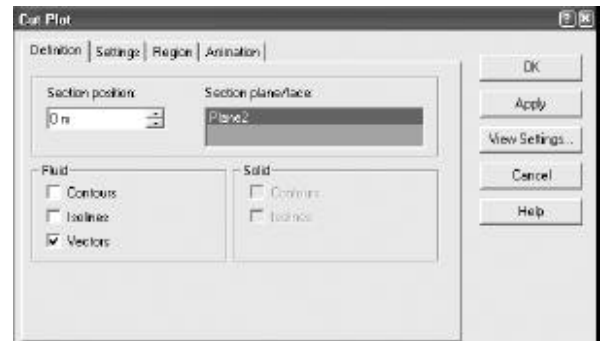 Cut Plot
Definition Settings Region Animation
Section position:
0 m
Section plane/face:
Plane2
Fluid
Contours
Isolines
Vectors
Solid
Contours
Isolines
OK
Apply
View Settings...
Cancel
Help